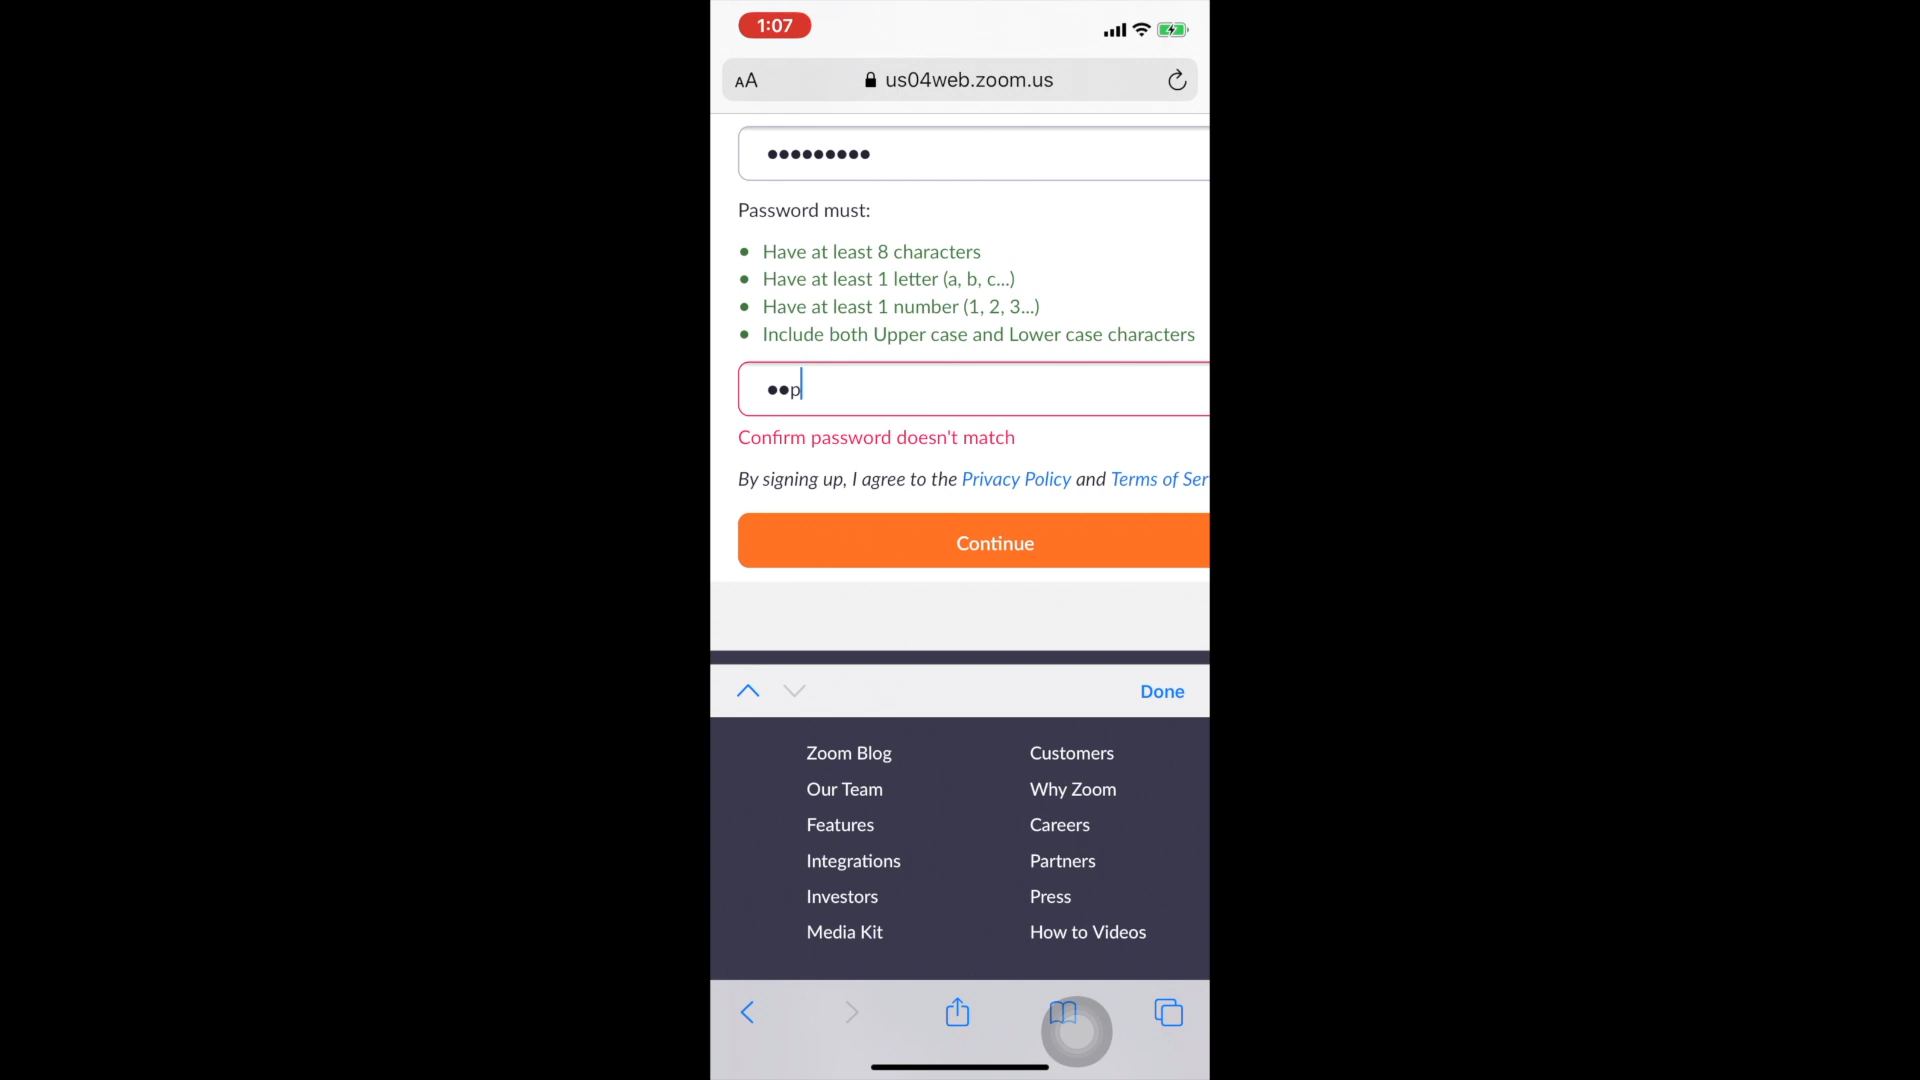 1:07
AA us04web.zoom.us
•••••••••
Password must:
• Have at least 8 characters
• Have at least 1 letter (a, b, c...)
• Have at least 1 number (1, 2, 3...)
• Include both Upper case and Lower case characters
••p
Confirm password doesn't match
By signing up, I agree to the Privacy Policy and Terms of Ser
Continue
Done
Zoom Blog Customers
Our Team Why Zoom
Features Careers
Integrations Partners
Investors Press
Media Kit How to Videos